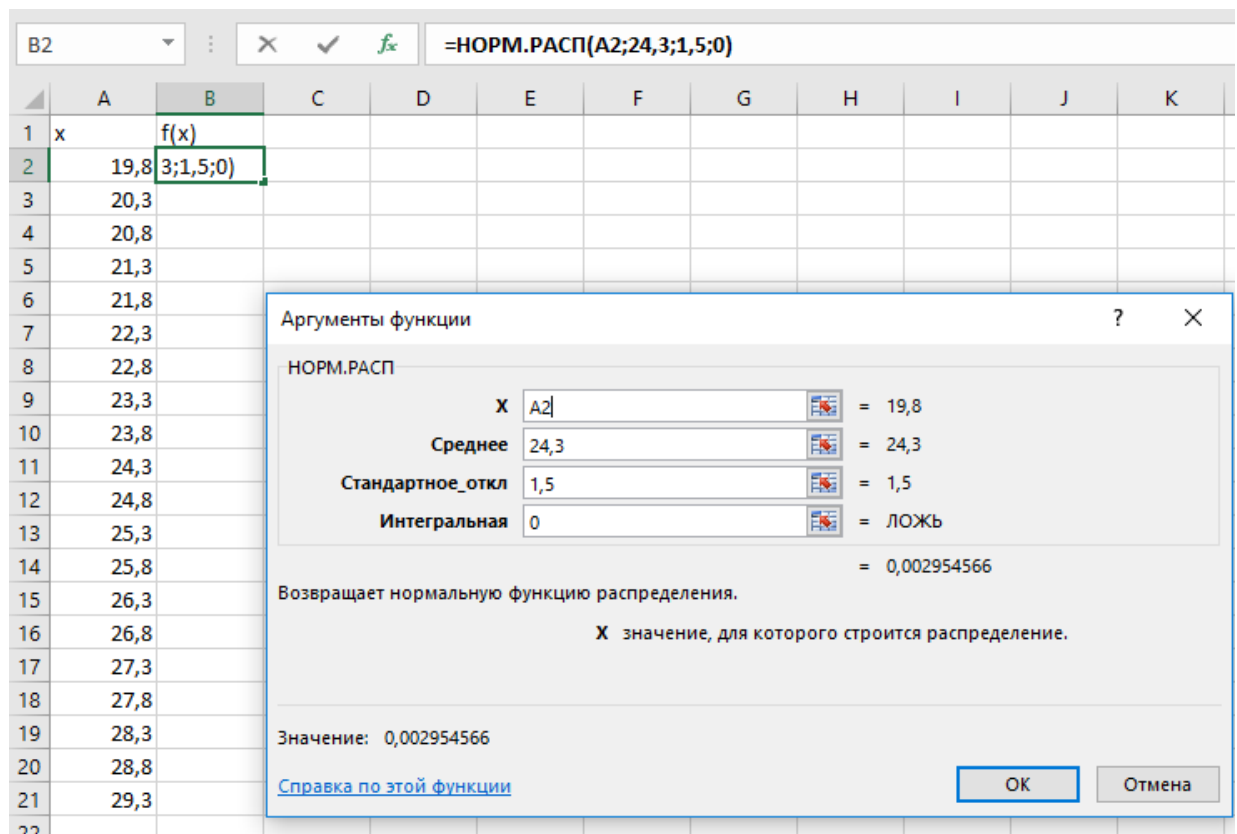 B2 fx =НОРМ.РАСП(A2;24,3;1,5;0)
A B C D E F G H I J K
1 x f(x)
2 19,8 3;1,5;0)
3 20,3
4 20,8
5 21,3
6 21,8
7 22,3
8 22,8
9 23,3
10 23,8
11 24,3
12 24,8
13 25,3
14 25,8
15 26,3
16 26,8
17 27,3
18 27,8
19 28,3
20 28,8
21 29,3
22
Аргументы функции ?
НОРМ.РАСП
X A2 = 19,8
Среднее 24,3 = 24,3
Стандартное_откл 1,5 = 1,5
Интегральная 0 = ЛОЖЬ
= 0,002954566
Возвращает нормальную функцию распределения.
X значение, для которого строится распределение.
Значение: 0,002954566
Справка по этой функции
ОК Отмена